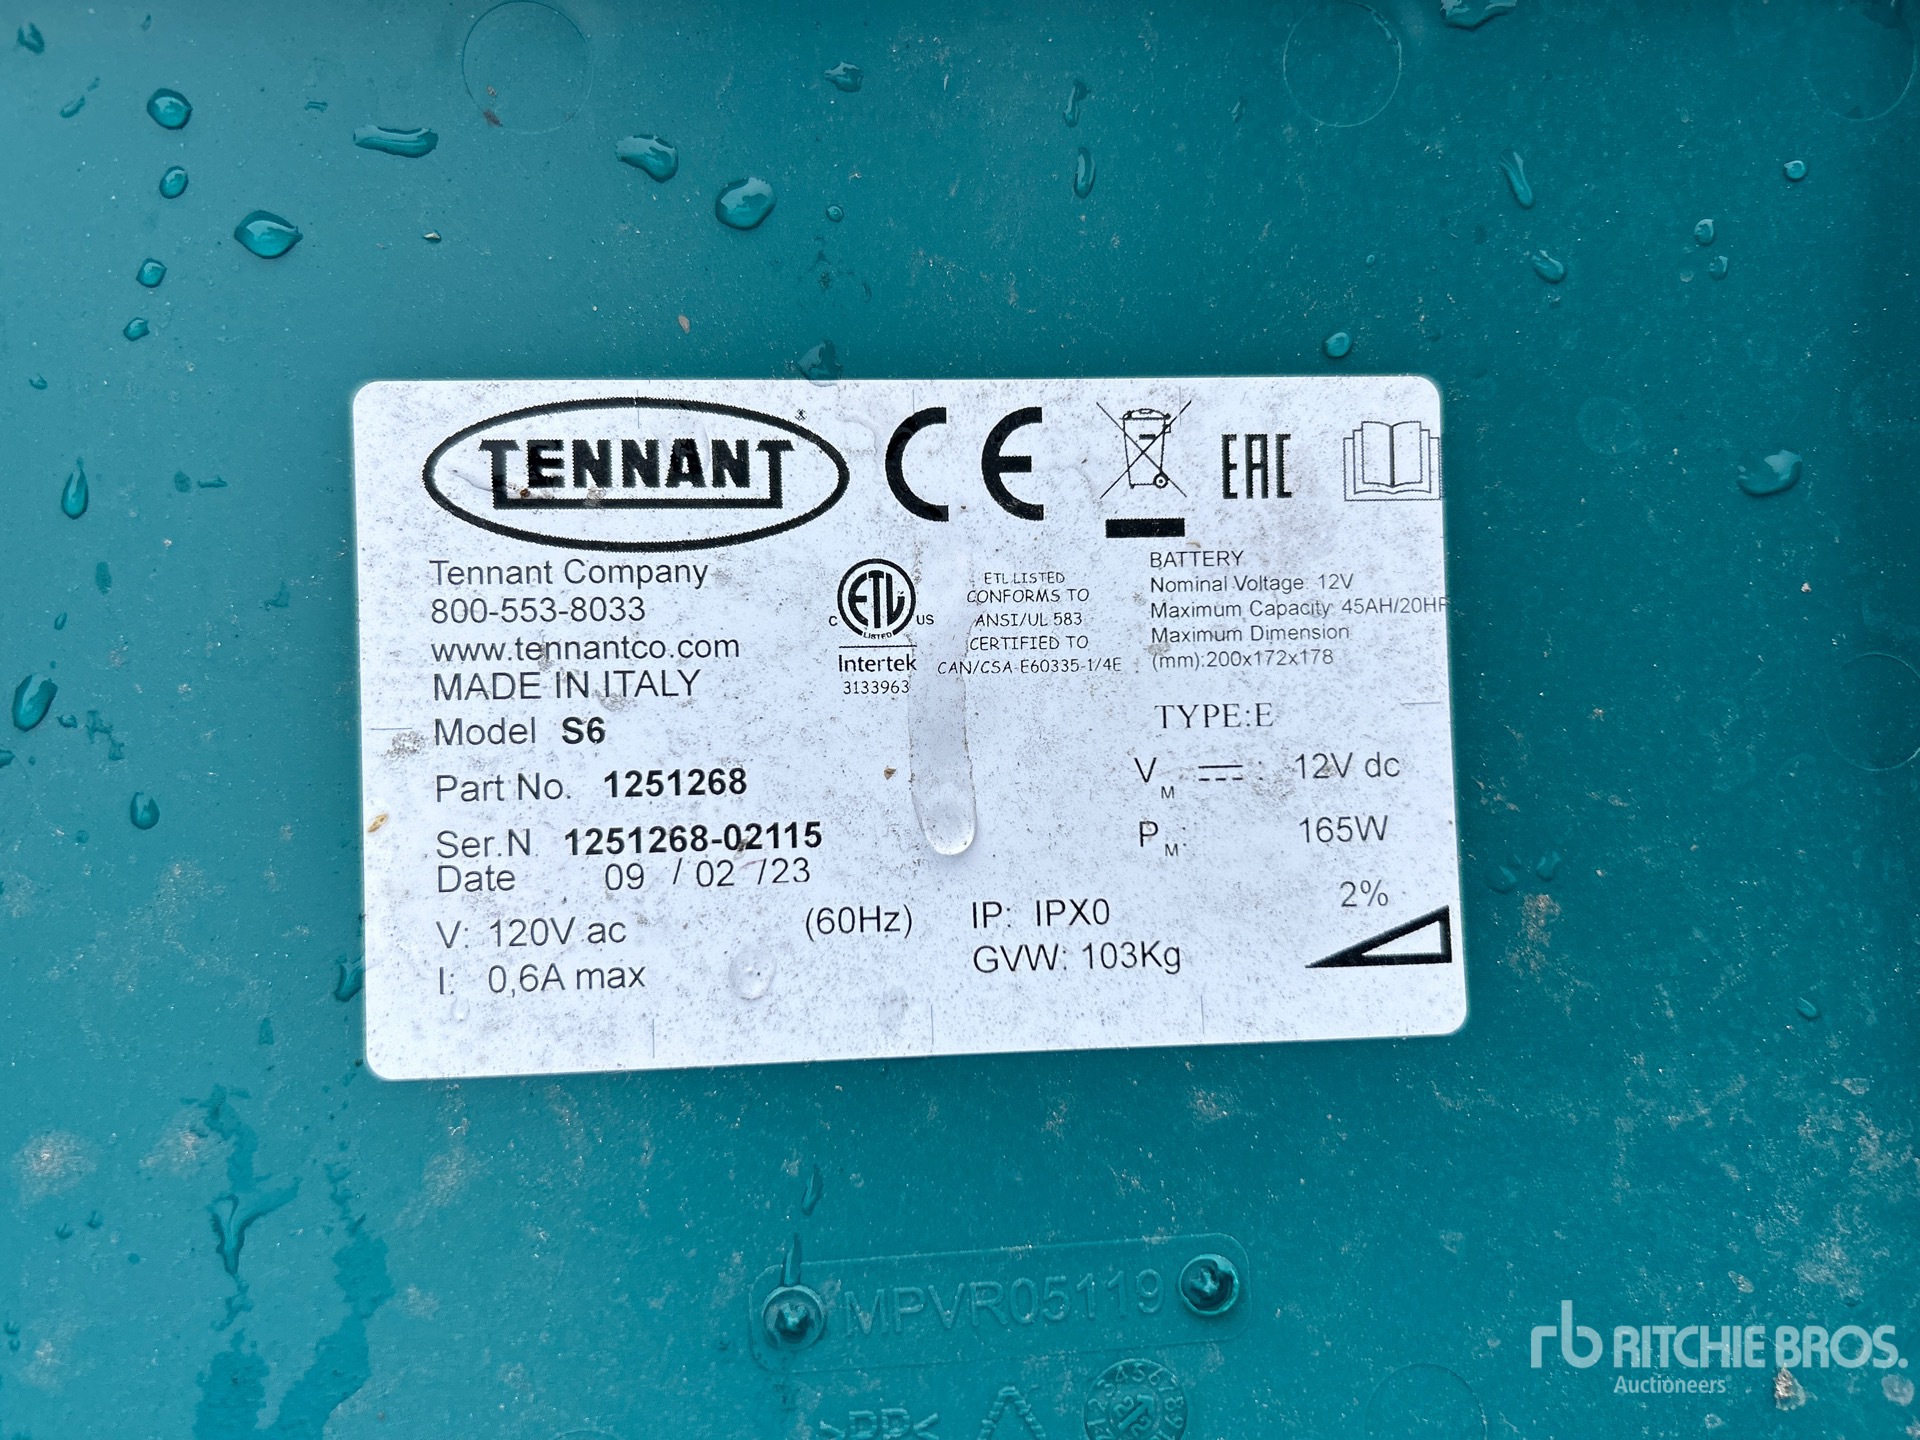 TENNANT
CE
EAC
Tennant Company
800-553-8033
www.tennantco.com
MADE IN ITALY
Model S6
Part No. 1251268
Ser.N 1251268-02115
Date 09 / 02 /23
V: 120V ac (60Hz)
I: 0,6A max
C ETL US
LISTED
Intertek
3133963
ETL LISTED
CONFORMS TO
ANSI/UL 583
CERTIFIED TO
CAN/CSA-E60335-1/4E
BATTERY
Nominal Voltage 12V
Maximum Capacity 45AH/20HR
Maximum Dimension
(mm):200x172x178
TYPE:E
V M : 12V dc
P M: 165W
2%
IP: IPX0
GVW: 103Kg
MPVR05119
>PP<
rb RITCHIE BROS.
Auctioneers